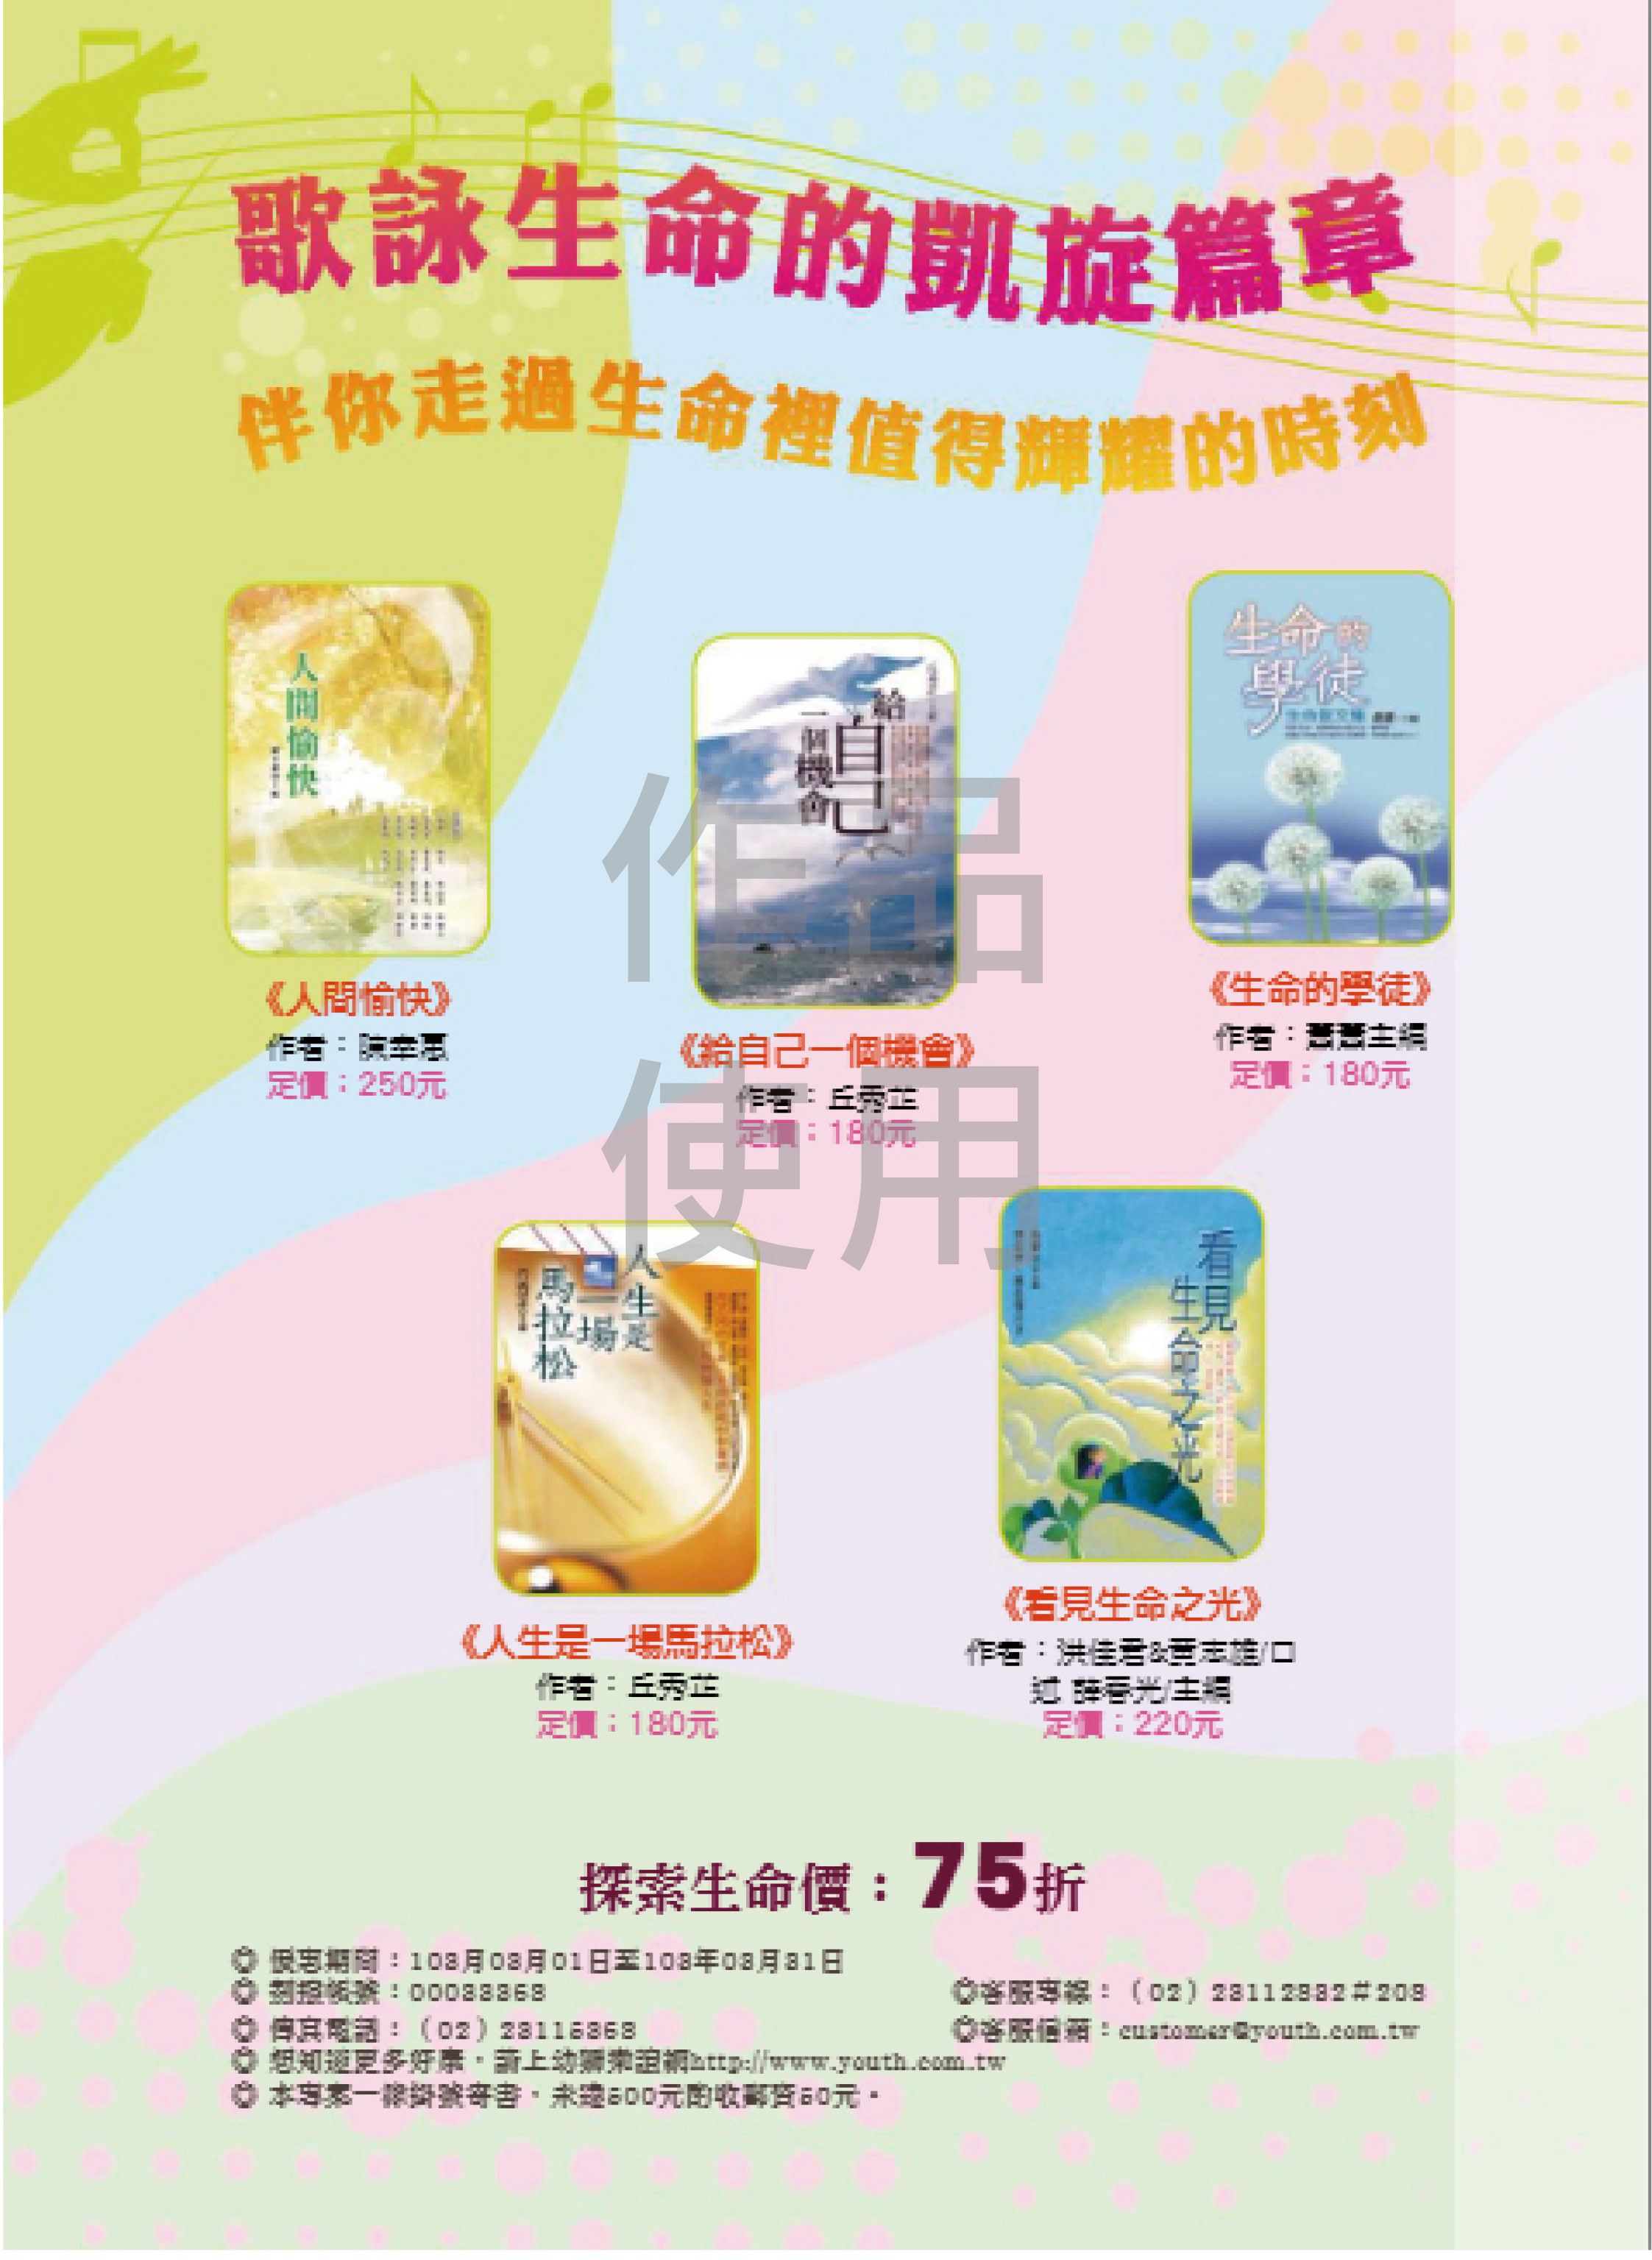 歌詠生命的凱旋篇章
伴你走過生命裡值得輝耀的時刻
人間愉快
給自己一個機會
生命的學徒
《人間愉快》
作者：陳幸蕙
定價：250元
《給自己一個機會》
作者：丘秀芷
定價：180元
《生命的學徒》
作者：蕭蕭主編
定價：180元
作品
使用
人生是一場馬拉松
看見生命之光
《人生是一場馬拉松》
作者：丘秀芷
定價：180元
《看見生命之光》
作者：洪佳君&黃志雄/口
述 薛春光/主編
定價：220元
探索生命價：75折
◎ 優惠期間：103月03月01日至103年03月31日
◎ 劃撥帳號：00033368
◎客服專線：（02）23112832＃208
◎ 傳真電話：（02）23115368
◎客服信箱：customer@youth.com.tw
◎ 想知道更多好康，請上幼獅樂誼網http://www.youth.com.tw
◎ 本專案一律掛號寄書，未達500元酌收郵資50元。